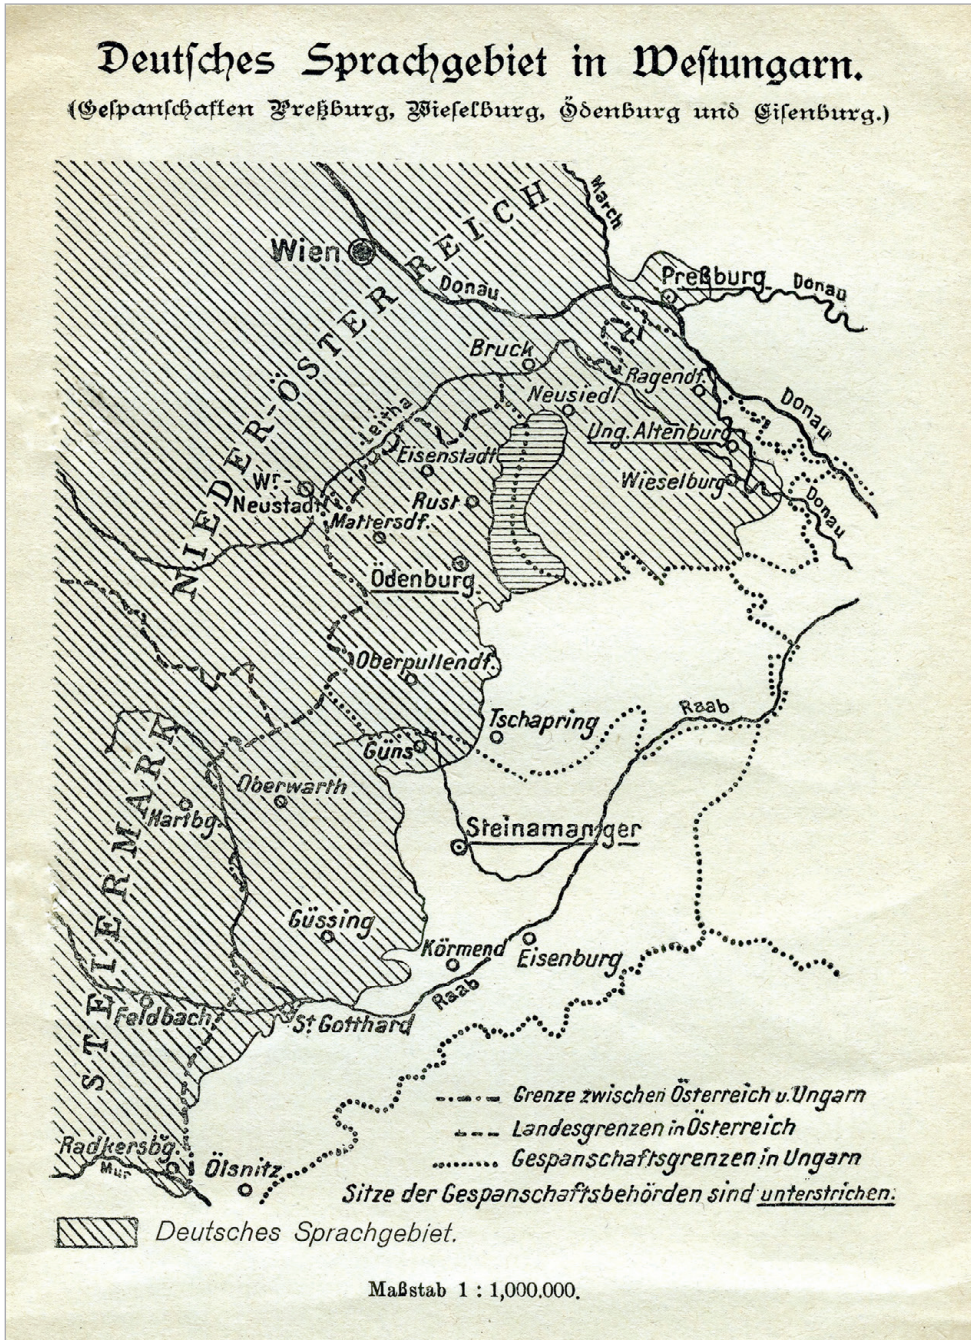 Deutſches Sprachgebiet in Weſtungarn.
(Geſpanſchaften Preßburg, Wieſelburg, Ödenburg und Eiſenburg.)
March
REICH
Wien
Donau
Preßburg
Donau
NIEDER-ÖSTER
Bruck
Ragendf.
Neusiedl
Donau
Leitha
Ung. Altenburg
Eisenstadt
Wieselburg
Wr.-
Neustadt
Rust
Donau
Mattersdf.
Ödenburg
Oberpullendf.
Raab
Tschapring
Güns
STEIERMARK
Oberwarth
Hartbg.
Steinamanger
Güssing
Körmend
Eisenburg
Raab
Feldbach
St Gotthard
Grenze zwischen Österreich u. Ungarn
Landesgrenzen in Österreich
Gespanschaftsgrenzen in Ungarn
Radkersbg.
Mur
Ölsnitz
Sitze der Gespanschaftsbehörden sind unterstrichen.
Deutsches Sprachgebiet.
Maßstab 1 : 1,000.000.